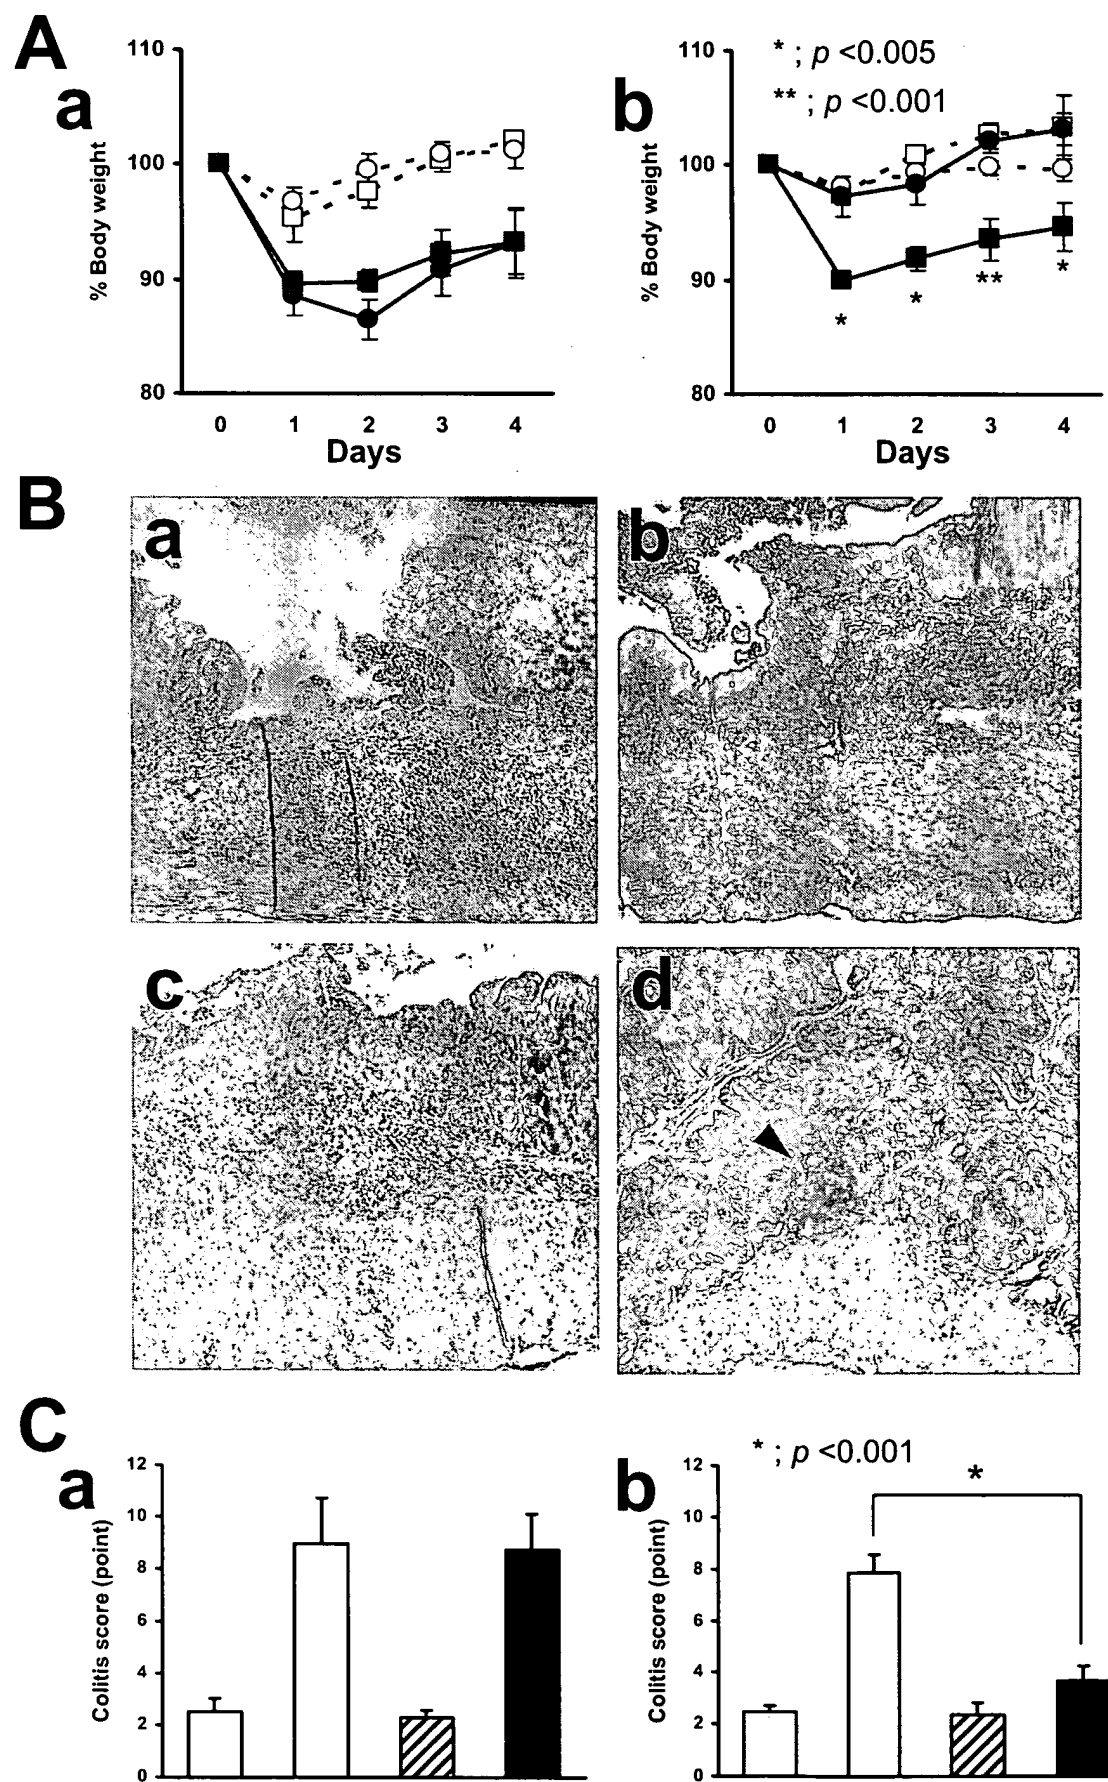 A
a
110
100
90
80
% Body weight
0 1 2 3 4
Days
b
* ; p <0.005
** ; p <0.001
110
100
90
80
% Body weight
* * ** *
0 1 2 3 4
Days
B
a
b
c
d
C
a
12
10
8
6
4
2
0
Colitis score (point)
b
* ; p <0.001
*
12
10
8
6
4
2
0
Colitis score (point)